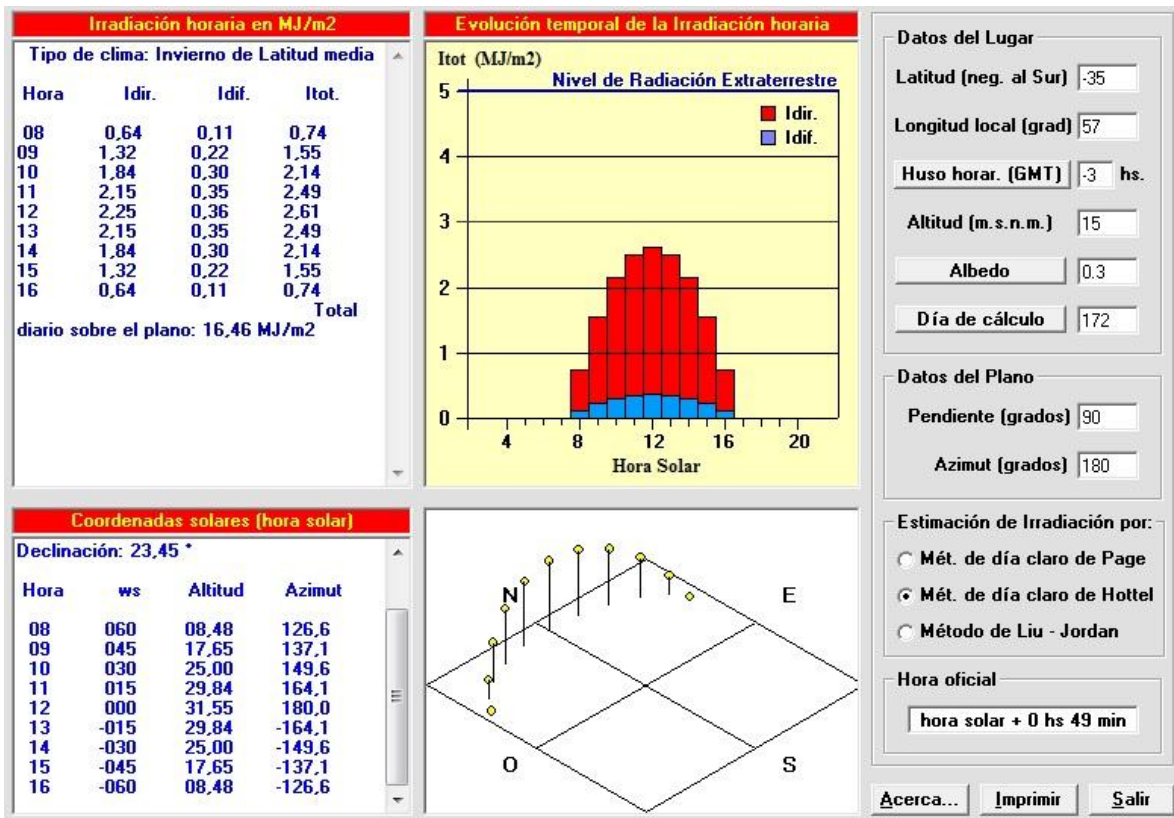 Irradiación horaria en MJ/m2
Tipo de clima: Invierno de Latitud media
Hora Idir. Idif. Itot.
08 0,64 0,11 0,74
09 1,32 0,22 1,55
10 1,84 0,30 2,14
11 2,15 0,35 2,49
12 2,25 0,36 2,61
13 2,15 0,35 2,49
14 1,84 0,30 2,14
15 1,32 0,22 1,55
16 0,64 0,11 0,74
Total
diario sobre el plano: 16,46 MJ/m2
Evolución temporal de la Irradiación horaria
Itot (MJ/m2)
Nivel de Radiación Extraterrestre
5
Idir.
Idif.
4
3
2
1
0
4 8 12 16 20
Hora Solar
Coordenadas solares (hora solar)
Declinación: 23,45 °
Hora ws Altitud Azimut
08 060 08,48 126,6
09 045 17,65 137,1
10 030 25,00 149,6
11 015 29,84 164,1
12 000 31,55 180,0
13 -015 29,84 -164,1
14 -030 25,00 -149,6
15 -045 17,65 -137,1
16 -060 08,48 -126,6
N E
O S
Datos del Lugar
Latitud (neg. al Sur) -35
Longitud local (grad) 57
Huso horar. (GMT) -3 hs.
Altitud (m.s.n.m.) 15
Albedo 0.3
Día de cálculo 172
Datos del Plano
Pendiente (grados) 90
Azimut (grados) 180
Estimación de Irradiación por:
Mét. de día claro de Page
Mét. de día claro de Hottel
Método de Liu - Jordan
Hora oficial
hora solar + 0 hs 49 min
Acerca... Imprimir Salir